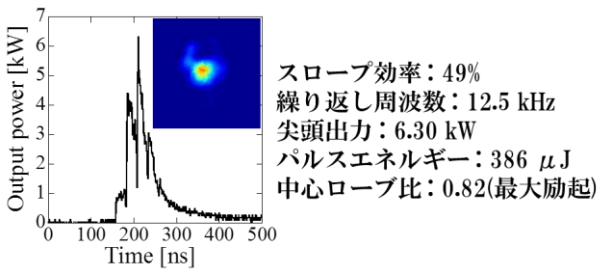 7
6
5
4
3
2
1
0
0 100 200 300 400 500
Output power [kW]
Time [ns]
スロープ効率：49%
繰り返し周波数：12.5 kHz
尖頭出力：6.30 kW
パルスエネルギー：386 μJ
中心ローブ比：0.82(最大励起)